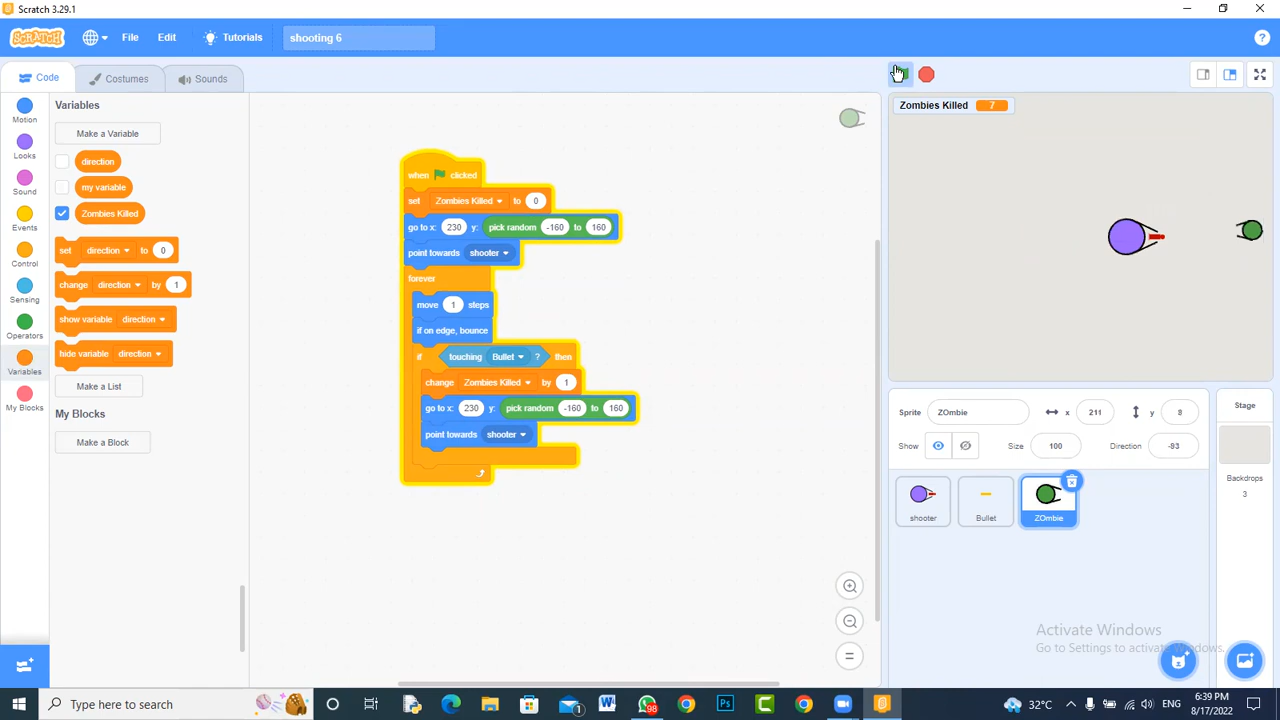 Scratch 3.29.1
SCRATCH
File
Edit
Tutorials
shooting 6
Code
Costumes
Sounds
Motion
Looks
Sound
Events
Control
Sensing
Operators
Variables
My Blocks
Variables
Make a Variable
direction
my variable
Zombies Killed
set direction to 0
change direction by 1
show variable direction
hide variable direction
Make a List
My Blocks
Make a Block
when clicked
set Zombies Killed to 0
go to x: 230 y: pick random -160 to 160
point towards shooter
forever
move 1 steps
if on edge, bounce
if touching Bullet ? then
change Zombies Killed by 1
go to x: 230 y: pick random -160 to 160
point towards shooter
Zombies Killed 7
Sprite ZOmbie x 211 y 8
Show Size 100 Direction -93
shooter
Bullet
ZOmbie
Stage
Backdrops
3
Activate Windows
Go to Settings to activate Windows.
Type here to search
1
98
32°C
ENG
6:39 PM
8/17/2022